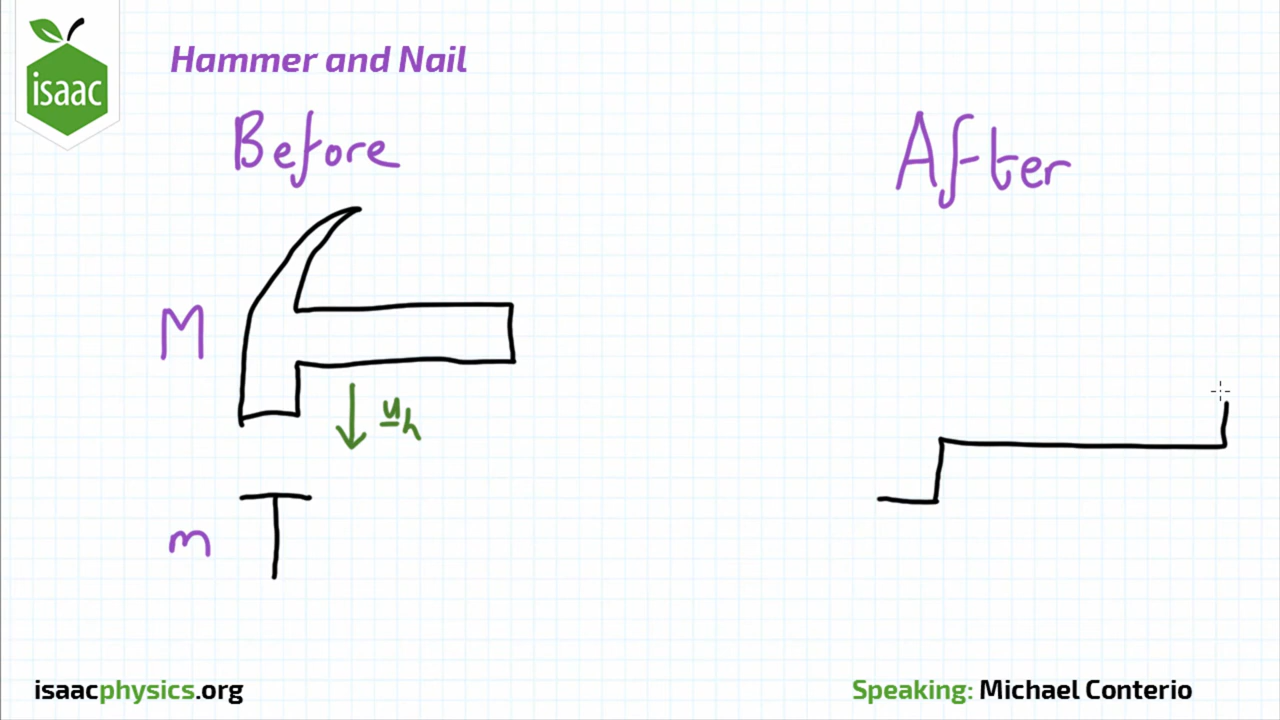 isaac
Hammer and Nail
Before
After
M
u_h
m
isaacphysics.org
Speaking: Michael Conterio